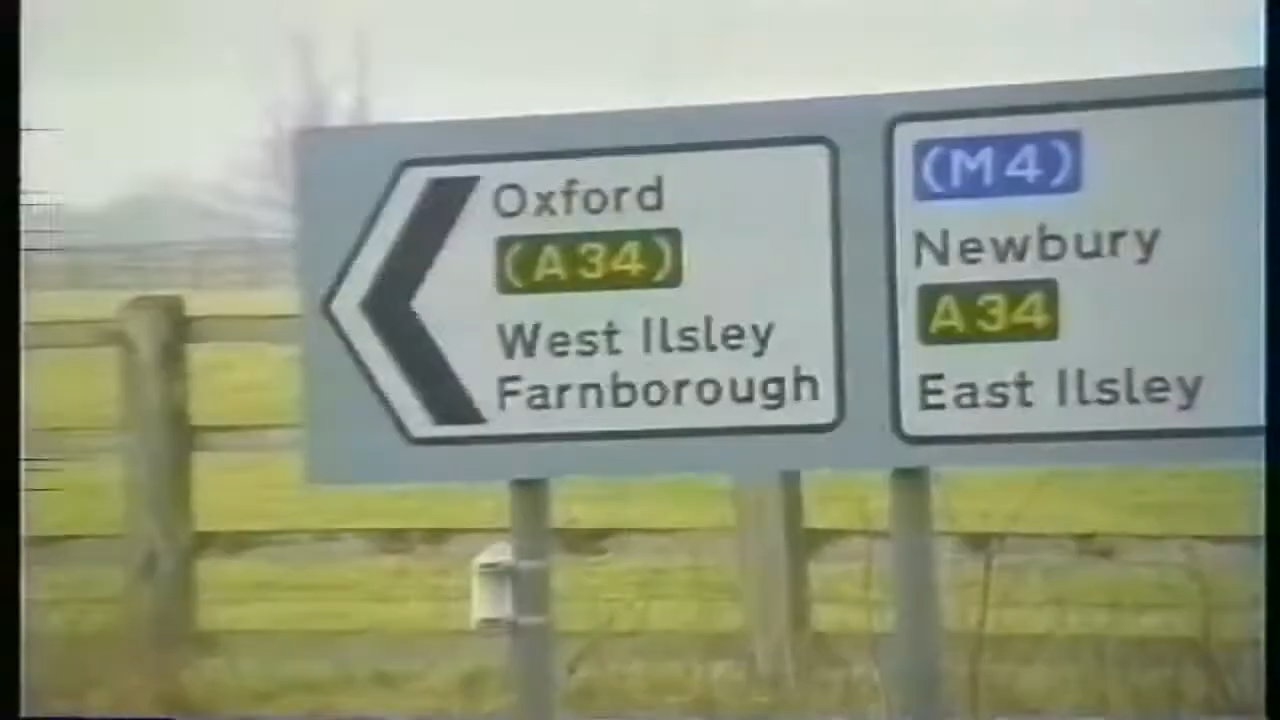 Oxford
(A34)
West Ilsley
Farnborough
(M4)
Newbury
A34
East Ilsley